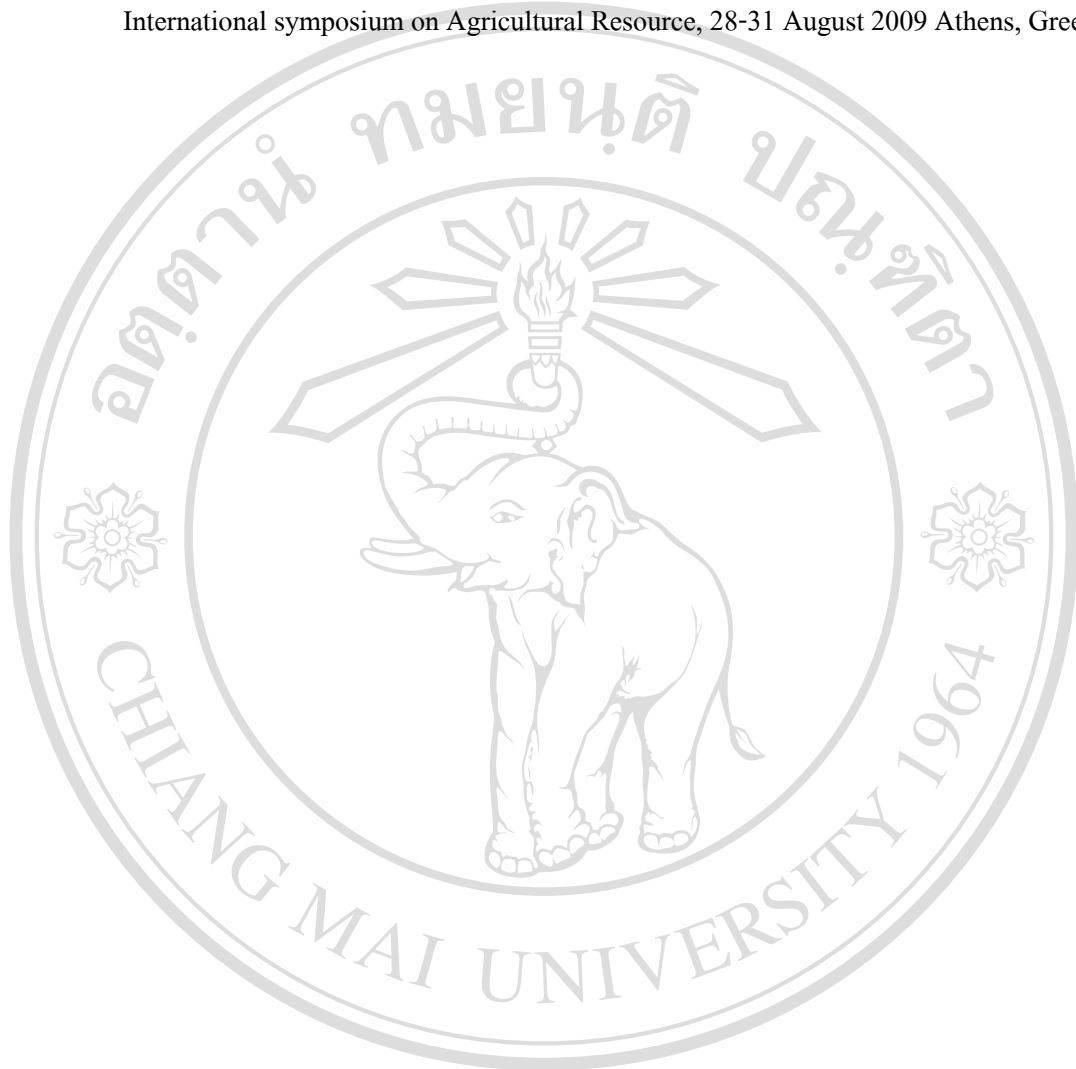 International symposium on Agricultural Resource, 28-31 August 2009 Athens, Gree
อตฺตานํ ทมยนฺติ ปณฺฑิตา
CHIANG MAI UNIVERSITY 1964